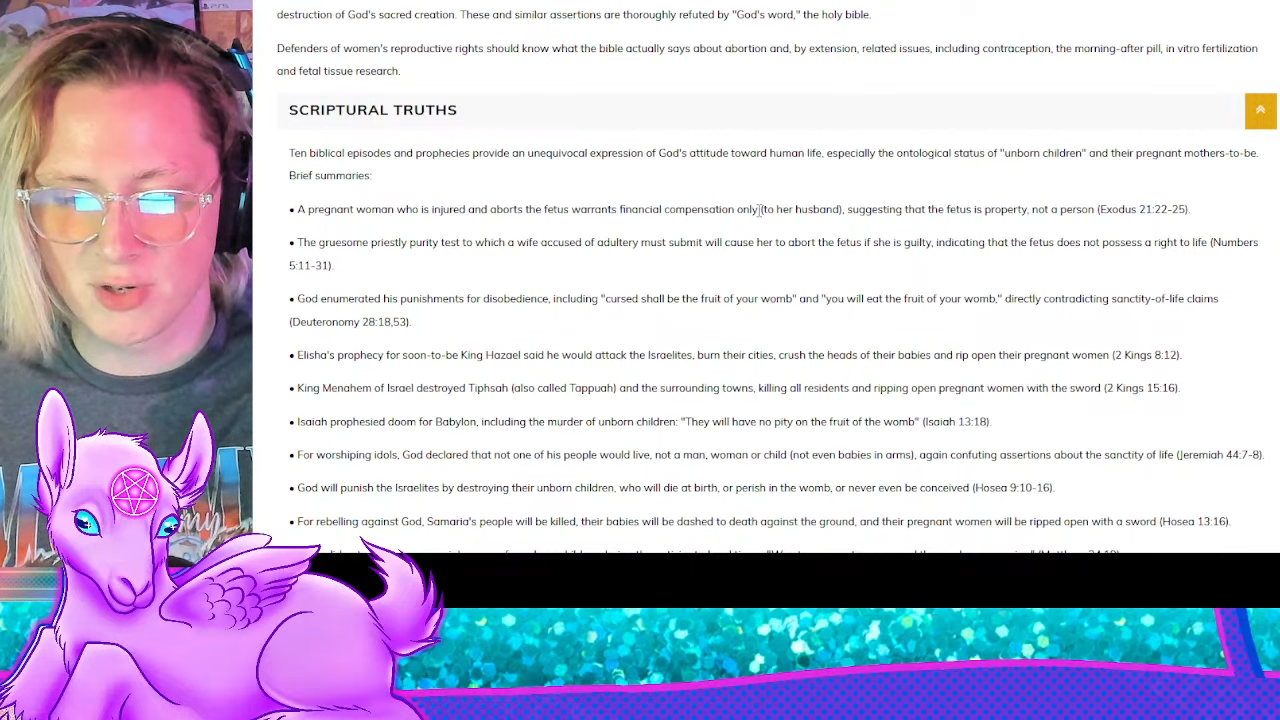 destruction of God's sacred creation. These and similar assertions are thoroughly refuted by "God's word," the holy bible.
Defenders of women's reproductive rights should know what the bible actually says about abortion and, by extension, related issues, including contraception, the morning-after pill, in vitro fertilization
and fetal tissue research.
SCRIPTURAL TRUTHS
Ten biblical episodes and prophecies provide an unequivocal expression of God's attitude toward human life, especially the ontological status of "unborn children" and their pregnant mothers-to-be.
Brief summaries:
• A pregnant woman who is injured and aborts the fetus warrants financial compensation only (to her husband), suggesting that the fetus is property, not a person (Exodus 21:22-25).
• The gruesome priestly purity test to which a wife accused of adultery must submit will cause her to abort the fetus if she is guilty, indicating that the fetus does not possess a right to life (Numbers
5:11-31).
• God enumerated his punishments for disobedience, including "cursed shall be the fruit of your womb" and "you will eat the fruit of your womb," directly contradicting sanctity-of-life claims
(Deuteronomy 28:18,53).
• Elisha's prophecy for soon-to-be King Hazael said he would attack the Israelites, burn their cities, crush the heads of their babies and rip open their pregnant women (2 Kings 8:12).
• King Menahem of Israel destroyed Tiphsah (also called Tappuah) and the surrounding towns, killing all residents and ripping open pregnant women with the sword (2 Kings 15:16).
• Isaiah prophesied doom for Babylon, including the murder of unborn children: "They will have no pity on the fruit of the womb" (Isaiah 13:18).
• For worshiping idols, God declared that not one of his people would live, not a man, woman or child (not even babies in arms), again confuting assertions about the sanctity of life (Jeremiah 44:7-8).
• God will punish the Israelites by destroying their unborn children, who will die at birth, or perish in the womb, or never even be conceived (Hosea 9:10-16).
• For rebelling against God, Samaria's people will be killed, their babies will be dashed to death against the ground, and their pregnant women will be ripped open with a sword (Hosea 13:16).